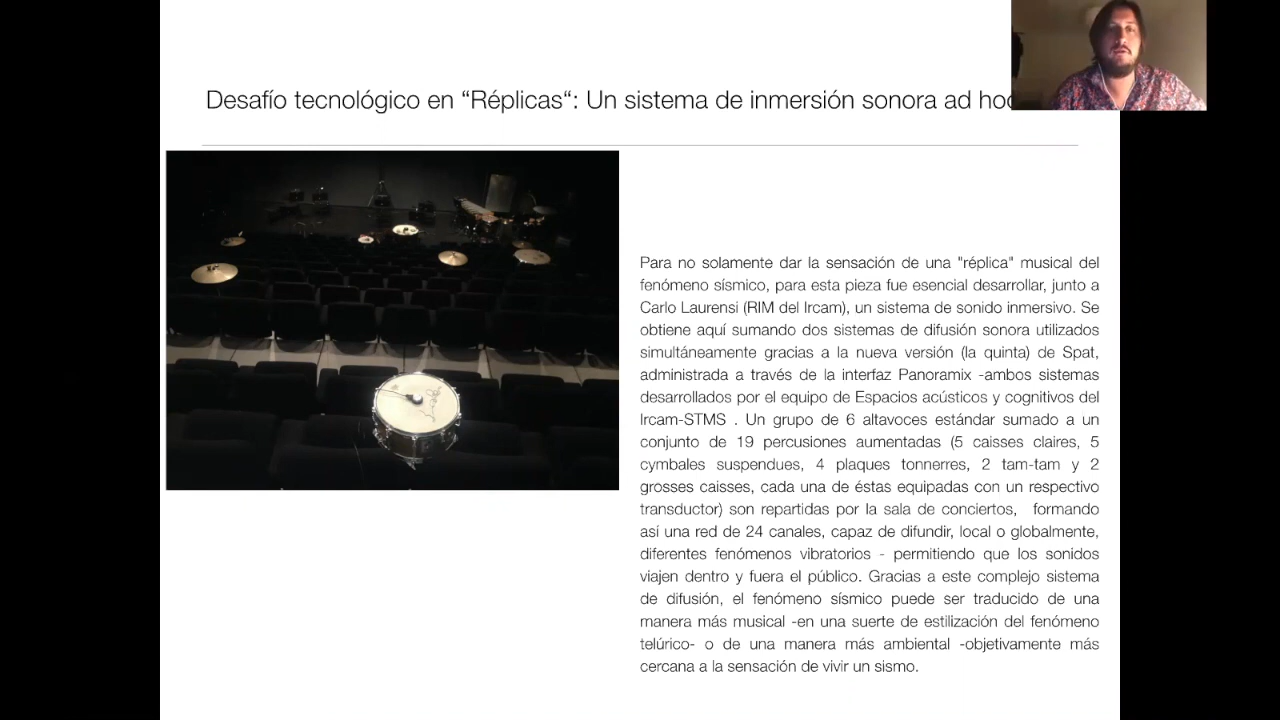 Desafío tecnológico en “Réplicas“: Un sistema de inmersión sonora ad hoc
Para no solamente dar la sensación de una "réplica" musical del
fenómeno sísmico, para esta pieza fue esencial desarrollar, junto a
Carlo Laurensi (RIM del Ircam), un sistema de sonido inmersivo. Se
obtiene aquí sumando dos sistemas de difusión sonora utilizados
simultáneamente gracias a la nueva versión (la quinta) de Spat,
administrada a través de la interfaz Panoramix -ambos sistemas
desarrollados por el equipo de Espacios acústicos y cognitivos del
Ircam-STMS . Un grupo de 6 altavoces estándar sumado a un
conjunto de 19 percusiones aumentadas (5 caisses claires, 5
cymbales suspendues, 4 plaques tonnerres, 2 tam-tam y 2
grosses caisses, cada una de éstas equipadas con un respectivo
transductor) son repartidas por la sala de conciertos, formando
así una red de 24 canales, capaz de difundir, local o globalmente,
diferentes fenómenos vibratorios - permitiendo que los sonidos
viajen dentro y fuera el público. Gracias a este complejo sistema
de difusión, el fenómeno sísmico puede ser traducido de una
manera más musical -en una suerte de estilización del fenómeno
telúrico- o de una manera más ambiental -objetivamente más
cercana a la sensación de vivir un sismo.